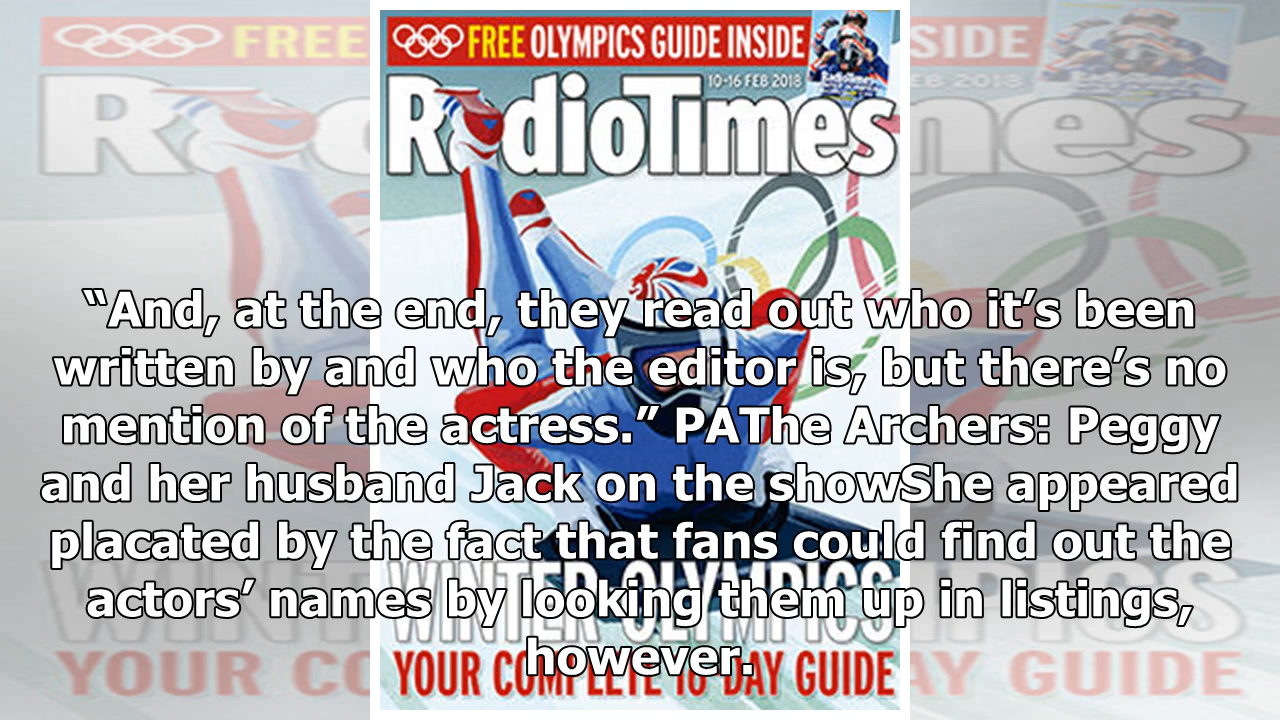 FREE OLYMPICS GUIDE INSIDE
10-16 FEB 2018
RadioTimes
“And, at the end, they read out who it’s been
written by and who the editor is, but there’s no
mention of the actress.” PAThe Archers: Peggy
and her husband Jack on the showShe appeared
placated by the fact that fans could find out the
actors’ names by looking them up in listings,
however.
WINTER OLYMPICS
YOUR COMPLETE 16-DAY GUIDE